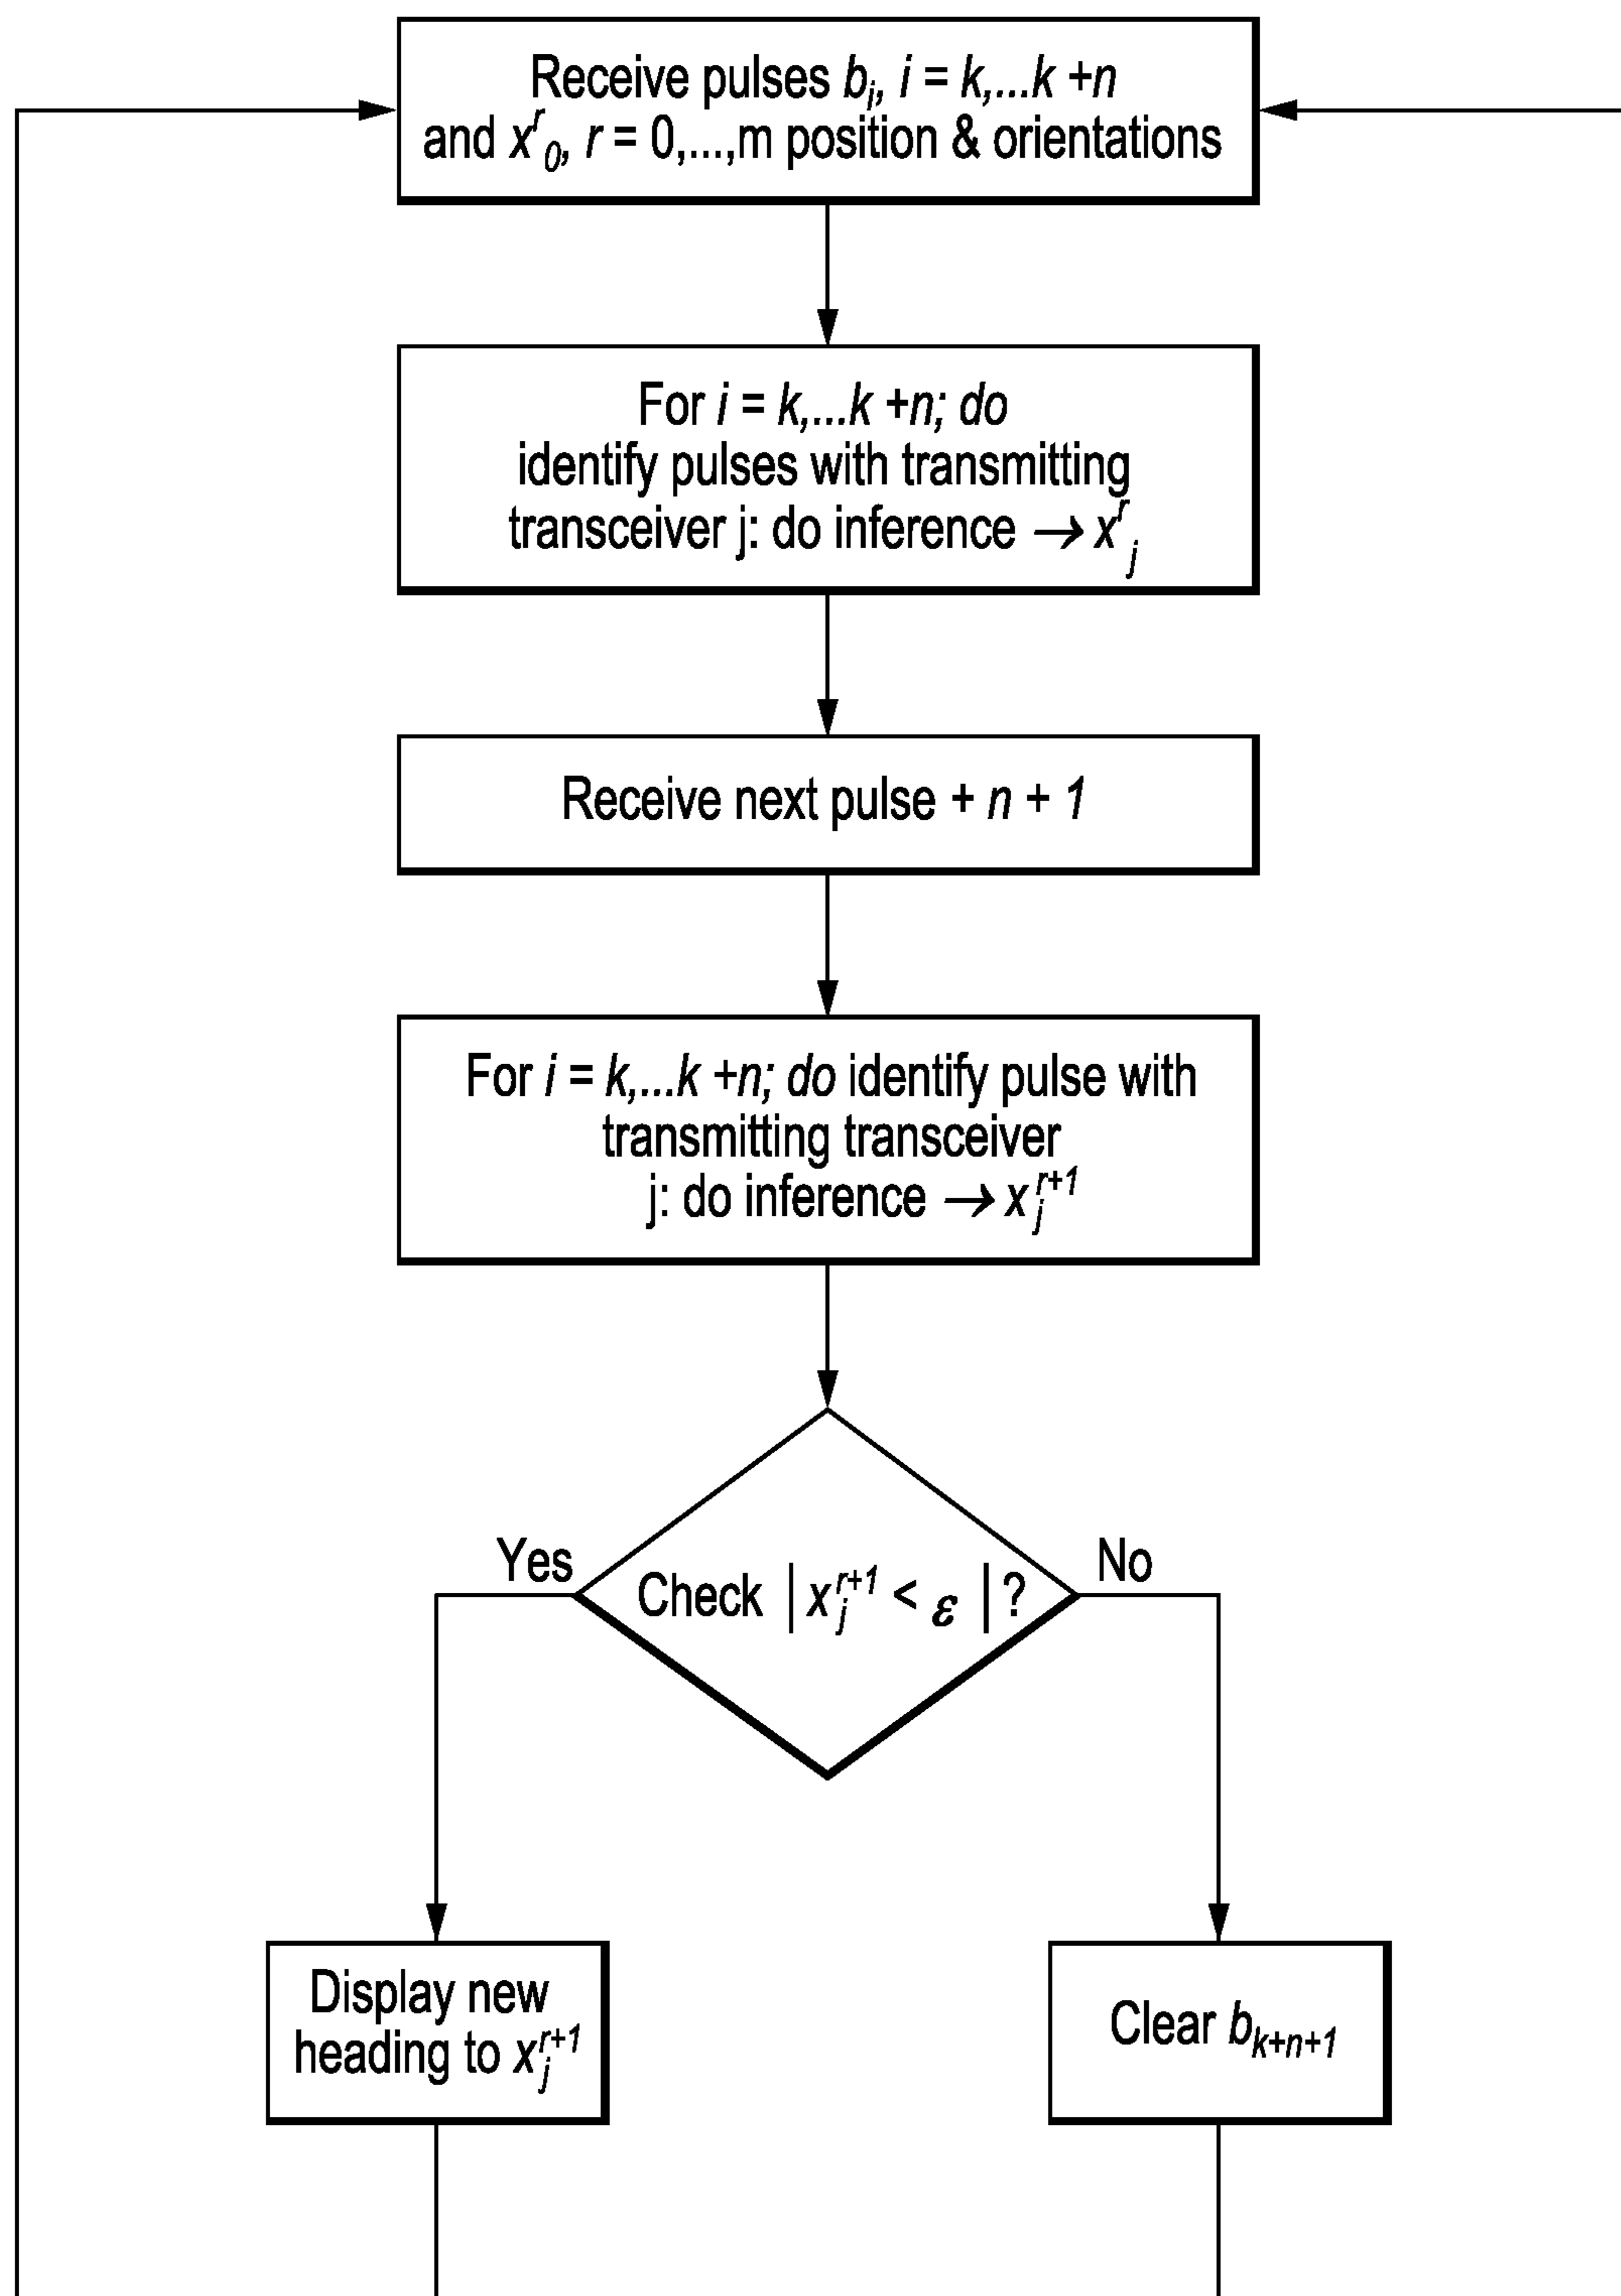 Receive pulses b_i, i = k,...k +n
and x^r_0, r = 0,...,m position & orientations
For i = k,...k +n; do
identify pulses with transmitting
transceiver j: do inference → x^r_j
Receive next pulse + n + 1
For i = k,...k +n; do identify pulse with
transmitting transceiver
j: do inference → x_j^{r+1}
Yes
Check | x_j^{r+1} < ε | ?
No
Display new
heading to x_j^{r+1}
Clear b_{k+n+1}